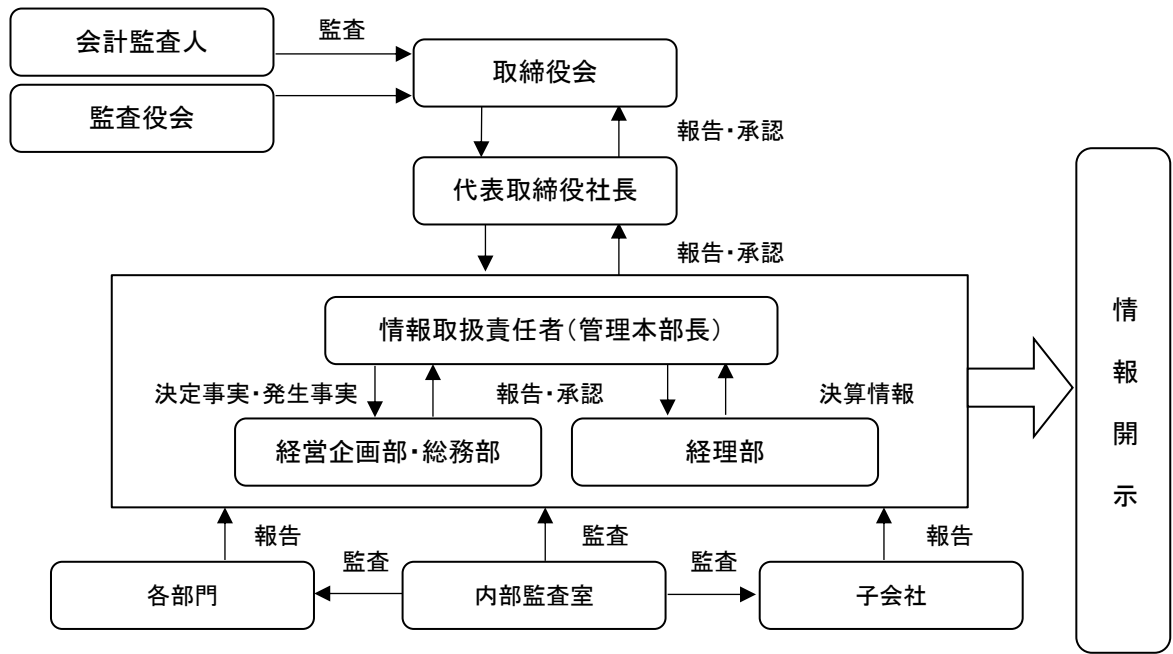 会計監査人
監査
取締役会
監査役会
報告・承認
代表取締役社長
報告・承認
情報取扱責任者(管理本部長)
決定事実・発生事実
報告・承認
決算情報
経営企画部・総務部
経理部
情報開示
報告
監査
報告
各部門
監査
内部監査室
監査
子会社